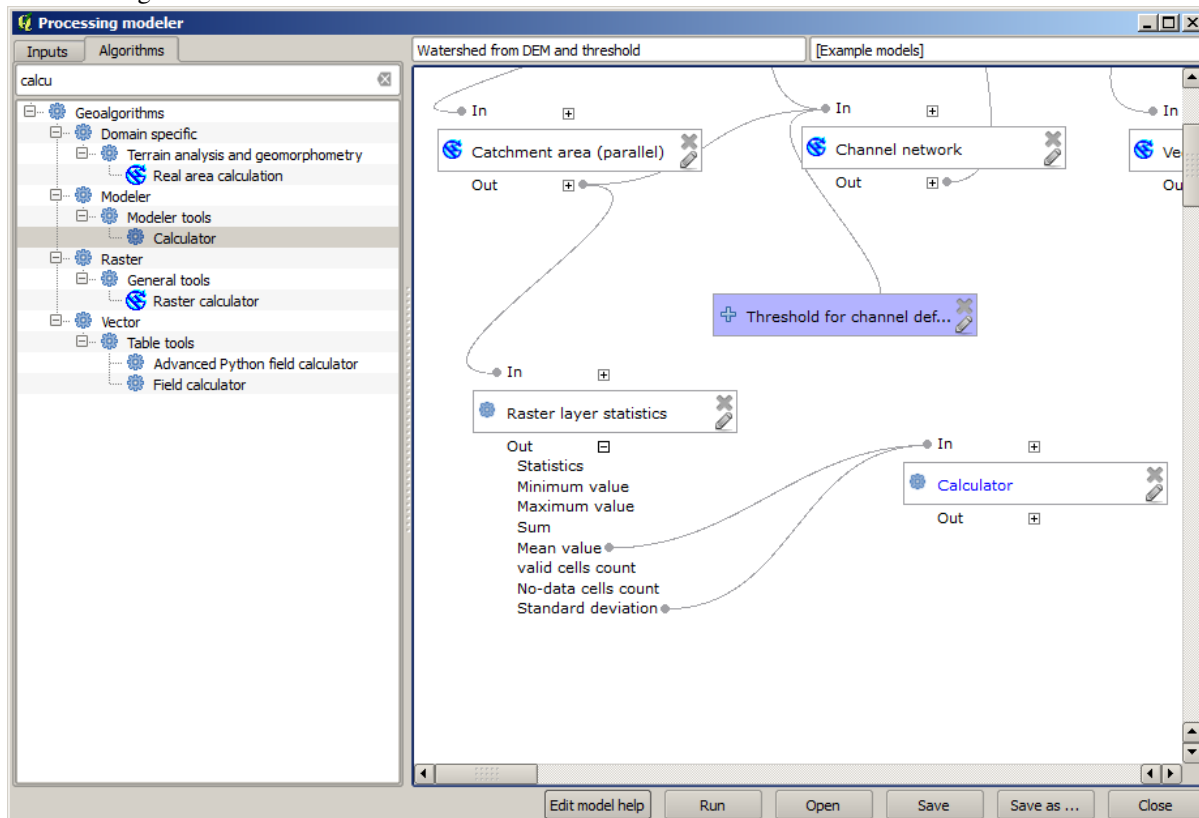 Processing modeler
Inputs Algorithms
Watershed from DEM and threshold
[Example models]
calcu
Geoalgorithms
Domain specific
Terrain analysis and geomorphometry
Real area calculation
Modeler
Modeler tools
Calculator
Raster
General tools
Raster calculator
Vector
Table tools
Advanced Python field calculator
Field calculator
In
Catchment area (parallel)
Out
In
Channel network
Out
In
Threshold for channel def...
In
Raster layer statistics
Out
Statistics
Minimum value
Maximum value
Sum
Mean value
valid cells count
No-data cells count
Standard deviation
In
Calculator
Out
Edit model help Run Open Save Save as ... Close